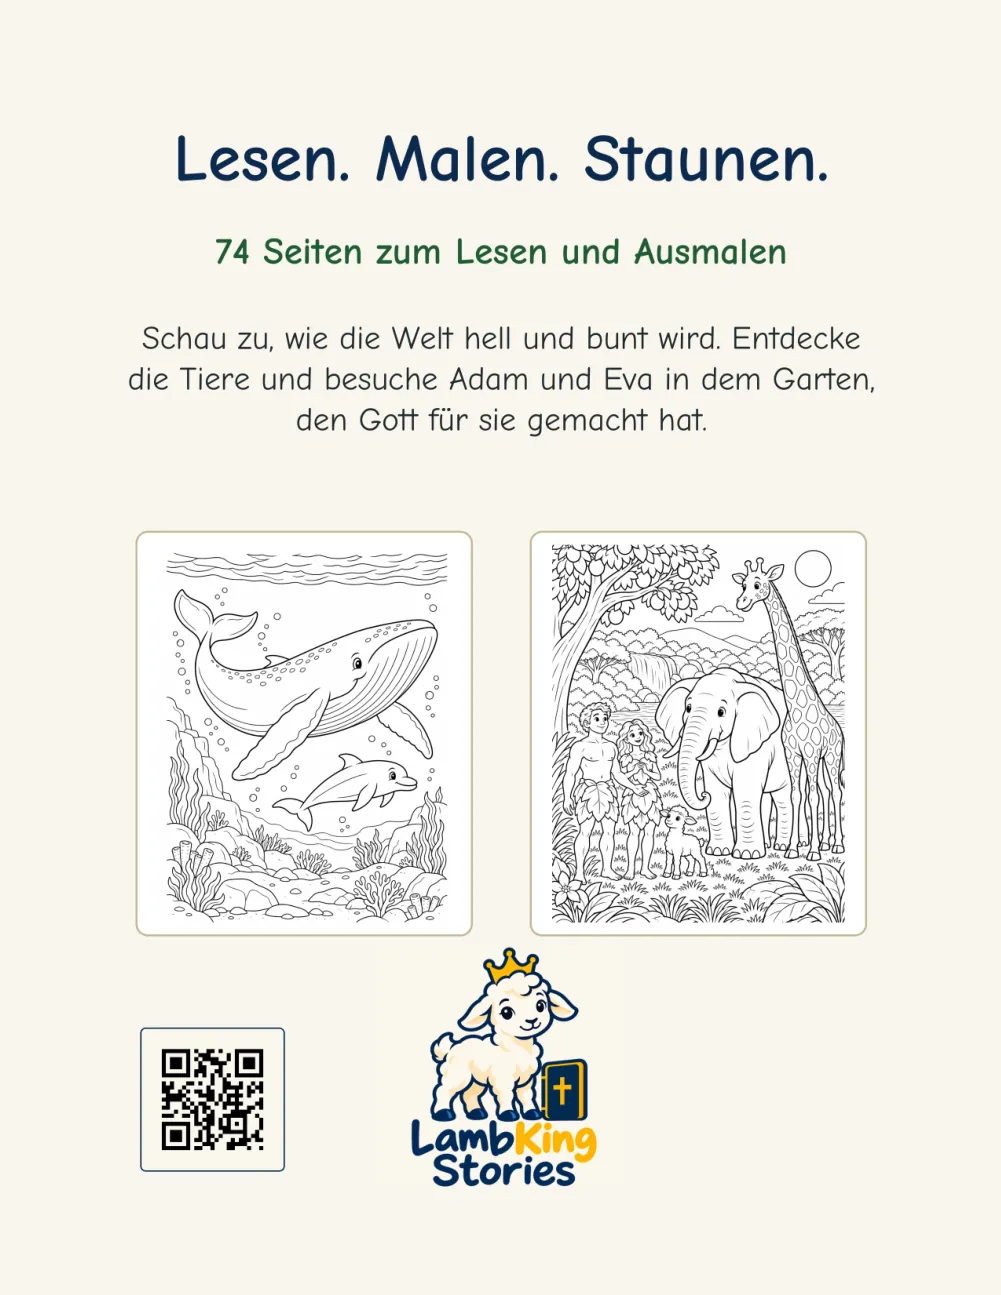 Lesen. Malen. Staunen.
74 Seiten zum Lesen und Ausmalen
Schau zu, wie die Welt hell und bunt wird. Entdecke
die Tiere und besuche Adam und Eva in dem Garten,
den Gott für sie gemacht hat.
LambKing
Stories